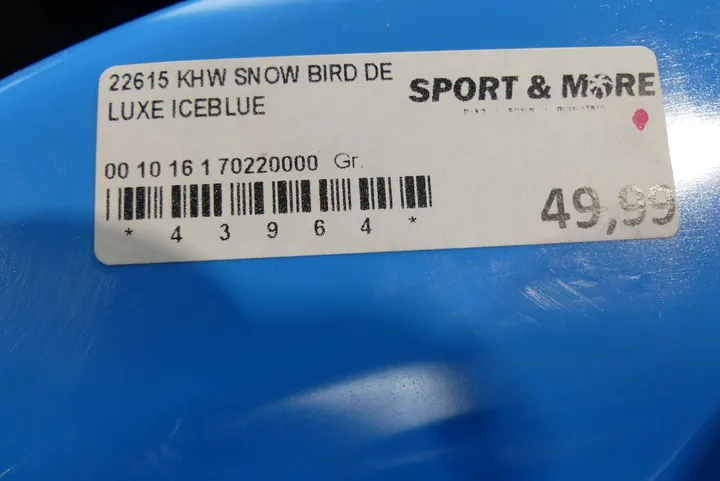 22615 KHW SNOW BIRD DE
LUXE ICEBLUE
SPORT & MORE
00 10 16 1 70220000 Gr.
* 4 3 9 6 4 *
49,99